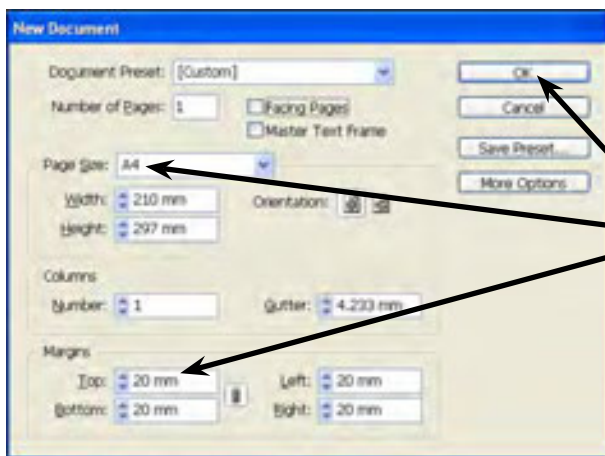 New Document
Document Preset: [Custom]
Number of Pages: 1
Facing Pages
Master Text Frame
Page Size: A4
Width: 210 mm
Height: 297 mm
Orientation:
Columns
Number: 1
Gutter: 4.233 mm
Margins
Top: 20 mm
Bottom: 20 mm
Left: 20 mm
Right: 20 mm
OK
Cancel
Save Preset...
More Options